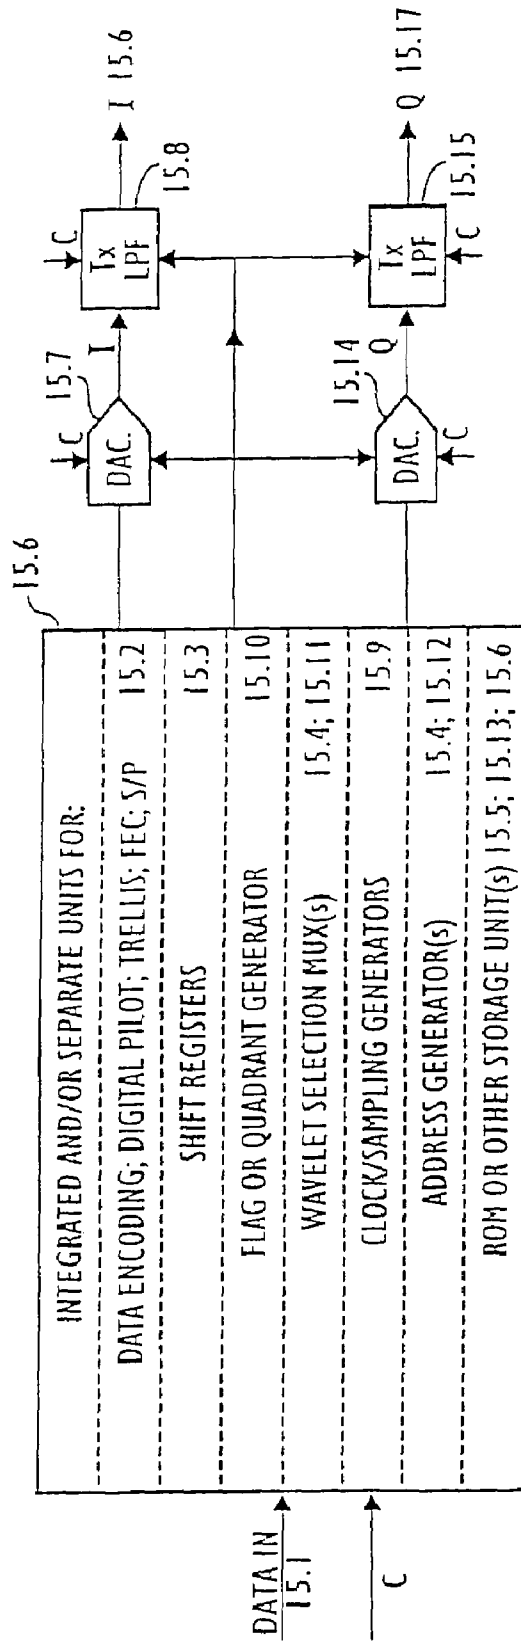 DATA IN
15.1
C
15.6
INTEGRATED AND/OR SEPARATE UNITS FOR:
DATA ENCODING; DIGITAL PILOT; TRELLIS; FEC; S/P 15.2
SHIFT REGISTERS 15.3
FLAG OR QUADRANT GENERATOR 15.10
WAVELET SELECTION MUX(s) 15.4; 15.11
CLOCK/SAMPLING GENERATORS 15.9
ADDRESS GENERATOR(s) 15.4; 15.12
ROM OR OTHER STORAGE UNIT(s) 15.5; 15.13; 15.6
C
15.7
DAC.
I
C
Tx
LPF
15.8
I 15.6
15.14
DAC.
C
Q
Tx
LPF
C
15.15
Q 15.17